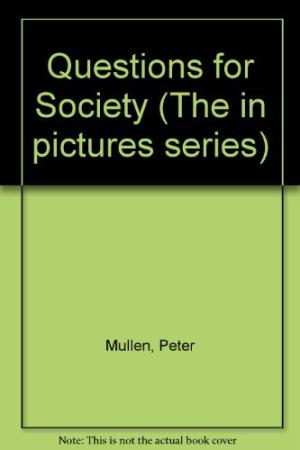 Questions for
Society (The in
pictures series)
Mullen, Peter
Note: This is not the actual book cover